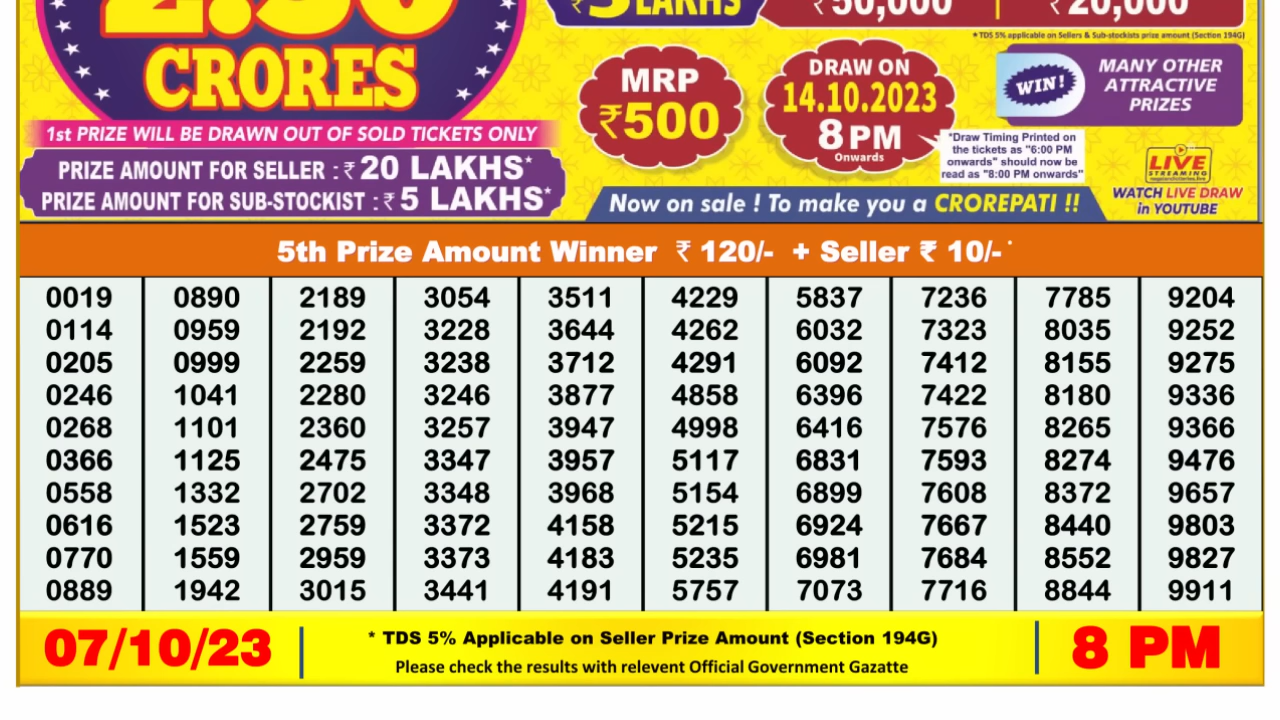 2.50
CRORES
1st PRIZE WILL BE DRAWN OUT OF SOLD TICKETS ONLY
PRIZE AMOUNT FOR SELLER : ₹ 20 LAKHS*
PRIZE AMOUNT FOR SUB-STOCKIST : ₹ 5 LAKHS*
₹5 LAKHS
₹50,000
₹20,000
* TDS 5% applicable on Sellers & Sub-stockists prize amount (Section 194G)
MRP
₹500
DRAW ON
14.10.2023
8 PM
Onwards
WIN!
MANY OTHER
ATTRACTIVE
PRIZES
"Draw Timing Printed on
the tickets as "6:00 PM
onwards" should now be
read as "8:00 PM onwards"
LIVE
STREAMING
WATCH LIVE DRAW
in YOUTUBE
Now on sale ! To make you a CROREPATI !!
5th Prize Amount Winner ₹ 120/- + Seller ₹ 10/- *
0019 0890 2189 3054 3511 4229 5837 7236 7785 9204
0114 0959 2192 3228 3644 4262 6032 7323 8035 9252
0205 0999 2259 3238 3712 4291 6092 7412 8155 9275
0246 1041 2280 3246 3877 4858 6396 7422 8180 9336
0268 1101 2360 3257 3947 4998 6416 7576 8265 9366
0366 1125 2475 3347 3957 5117 6831 7593 8274 9476
0558 1332 2702 3348 3968 5154 6899 7608 8372 9657
0616 1523 2759 3372 4158 5215 6924 7667 8440 9803
0770 1559 2959 3373 4183 5235 6981 7684 8552 9827
0889 1942 3015 3441 4191 5757 7073 7716 8844 9911
07/10/23
* TDS 5% Applicable on Seller Prize Amount (Section 194G)
Please check the results with relevent Official Government Gazatte
8 PM